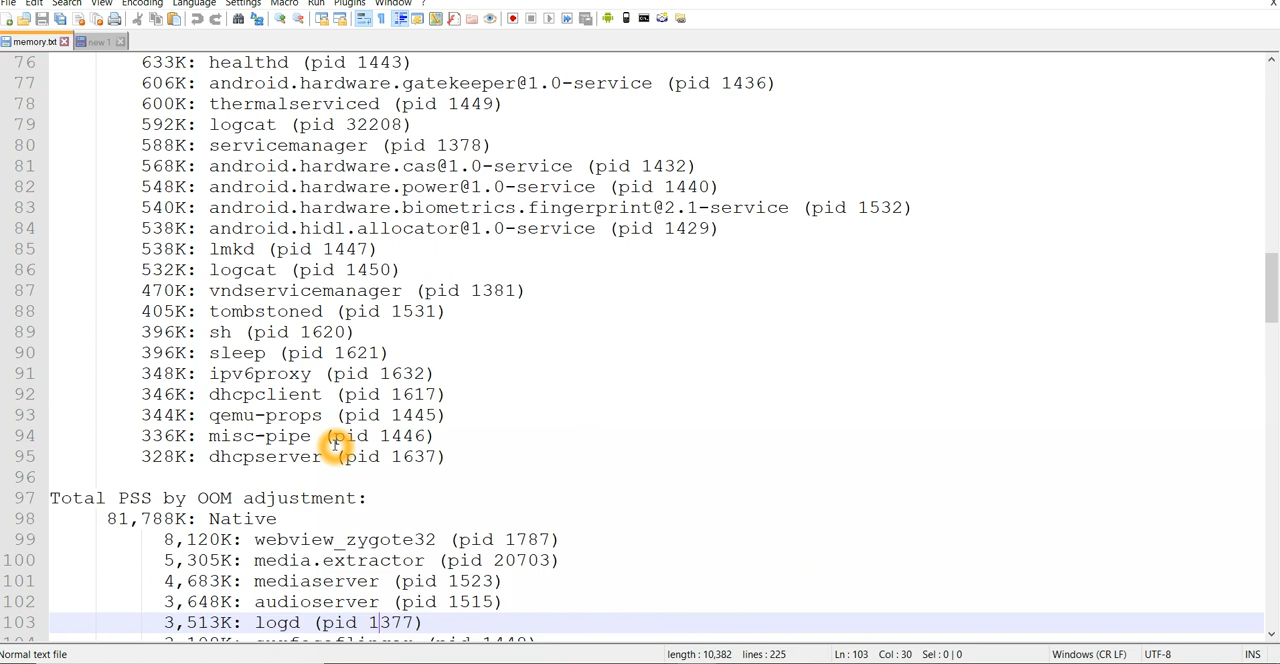 File Edit Search View Encoding Language Settings Macro Run Plugins Window ? X
memory.txt new 1
76 633K: healthd (pid 1443)
77 606K: android.hardware.gatekeeper@1.0-service (pid 1436)
78 600K: thermalserviced (pid 1449)
79 592K: logcat (pid 32208)
80 588K: servicemanager (pid 1378)
81 568K: android.hardware.cas@1.0-service (pid 1432)
82 548K: android.hardware.power@1.0-service (pid 1440)
83 540K: android.hardware.biometrics.fingerprint@2.1-service (pid 1532)
84 538K: android.hidl.allocator@1.0-service (pid 1429)
85 538K: lmkd (pid 1447)
86 532K: logcat (pid 1450)
87 470K: vndservicemanager (pid 1381)
88 405K: tombstoned (pid 1531)
89 396K: sh (pid 1620)
90 396K: sleep (pid 1621)
91 348K: ipv6proxy (pid 1632)
92 346K: dhcpclient (pid 1617)
93 344K: qemu-props (pid 1445)
94 336K: misc-pipe (pid 1446)
95 328K: dhcpserver (pid 1637)
96
97 Total PSS by OOM adjustment:
98 81,788K: Native
99 8,120K: webview_zygote32 (pid 1787)
100 5,305K: media.extractor (pid 20703)
101 4,683K: mediaserver (pid 1523)
102 3,648K: audioserver (pid 1515)
103 3,513K: logd (pid 1377)
Normal text file length : 10,382 lines : 225 Ln : 103 Col : 30 Sel : 0 | 0 Windows (CR LF) UTF-8 INS